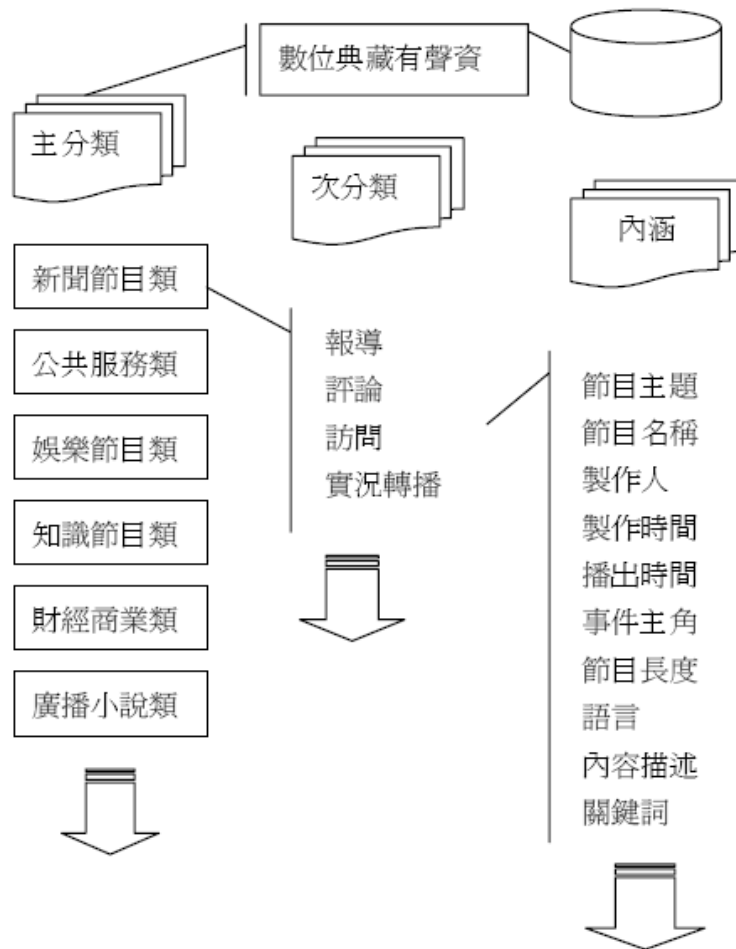 數位典藏有聲資
主分類
次分類
內涵
新聞節目類
公共服務類
娛樂節目類
知識節目類
財經商業類
廣播小說類
報導
評論
訪問
實況轉播
節目主題
節目名稱
製作人
製作時間
播出時間
事件主角
節目長度
語言
內容描述
關鍵詞